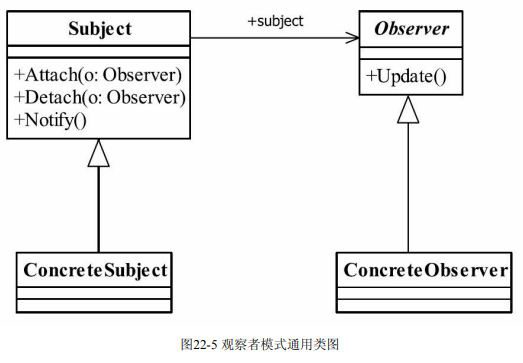 Subject
+Attach(o: Observer)
+Detach(o: Observer)
+Notify()
+subject
Observer
+Update()
ConcreteSubject
ConcreteObserver
图22-5 观察者模式通用类图